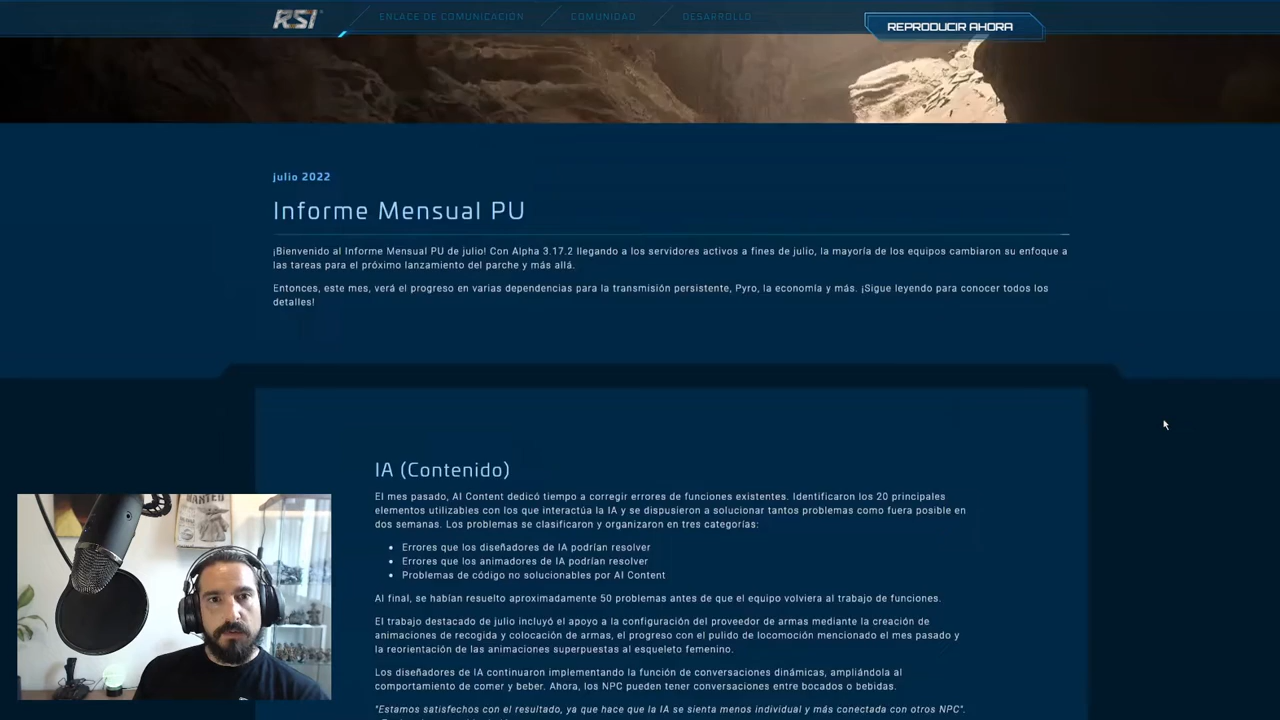 RSI
ENLACE DE COMUNICACIÓN
COMUNIDAD
DESARROLLO
REPRODUCIR AHORA
julio 2022
Informe Mensual PU
¡Bienvenido al Informe Mensual PU de julio! Con Alpha 3.17.2 llegando a los servidores activos a fines de julio, la mayoría de los equipos cambiaron su enfoque a
las tareas para el próximo lanzamiento del parche y más allá.
Entonces, este mes, verá el progreso en varias dependencias para la transmisión persistente, Pyro, la economía y más. ¡Sigue leyendo para conocer todos los
detalles!
IA (Contenido)
El mes pasado, AI Content dedicó tiempo a corregir errores de funciones existentes. Identificaron los 20 principales
elementos utilizables con los que interactúa la IA y se dispusieron a solucionar tantos problemas como fuera posible en
dos semanas. Los problemas se clasificaron y organizaron en tres categorías:
• Errores que los diseñadores de IA podrían resolver
• Errores que los animadores de IA podrían resolver
• Problemas de código no solucionables por AI Content
Al final, se habían resuelto aproximadamente 50 problemas antes de que el equipo volviera al trabajo de funciones.
El trabajo destacado de julio incluyó el apoyo a la configuración del proveedor de armas mediante la creación de
animaciones de recogida y colocación de armas, el progreso con el pulido de locomoción mencionado el mes pasado y
la reorientación de las animaciones superpuestas al esqueleto femenino.
Los diseñadores de IA continuaron implementando la función de conversaciones dinámicas, ampliándola al
comportamiento de comer y beber. Ahora, los NPC pueden tener conversaciones entre bocados o bebidas.
"Estamos satisfechos con el resultado, ya que hace que la IA se sienta menos individual y más conectada con otros NPC".
WANTED